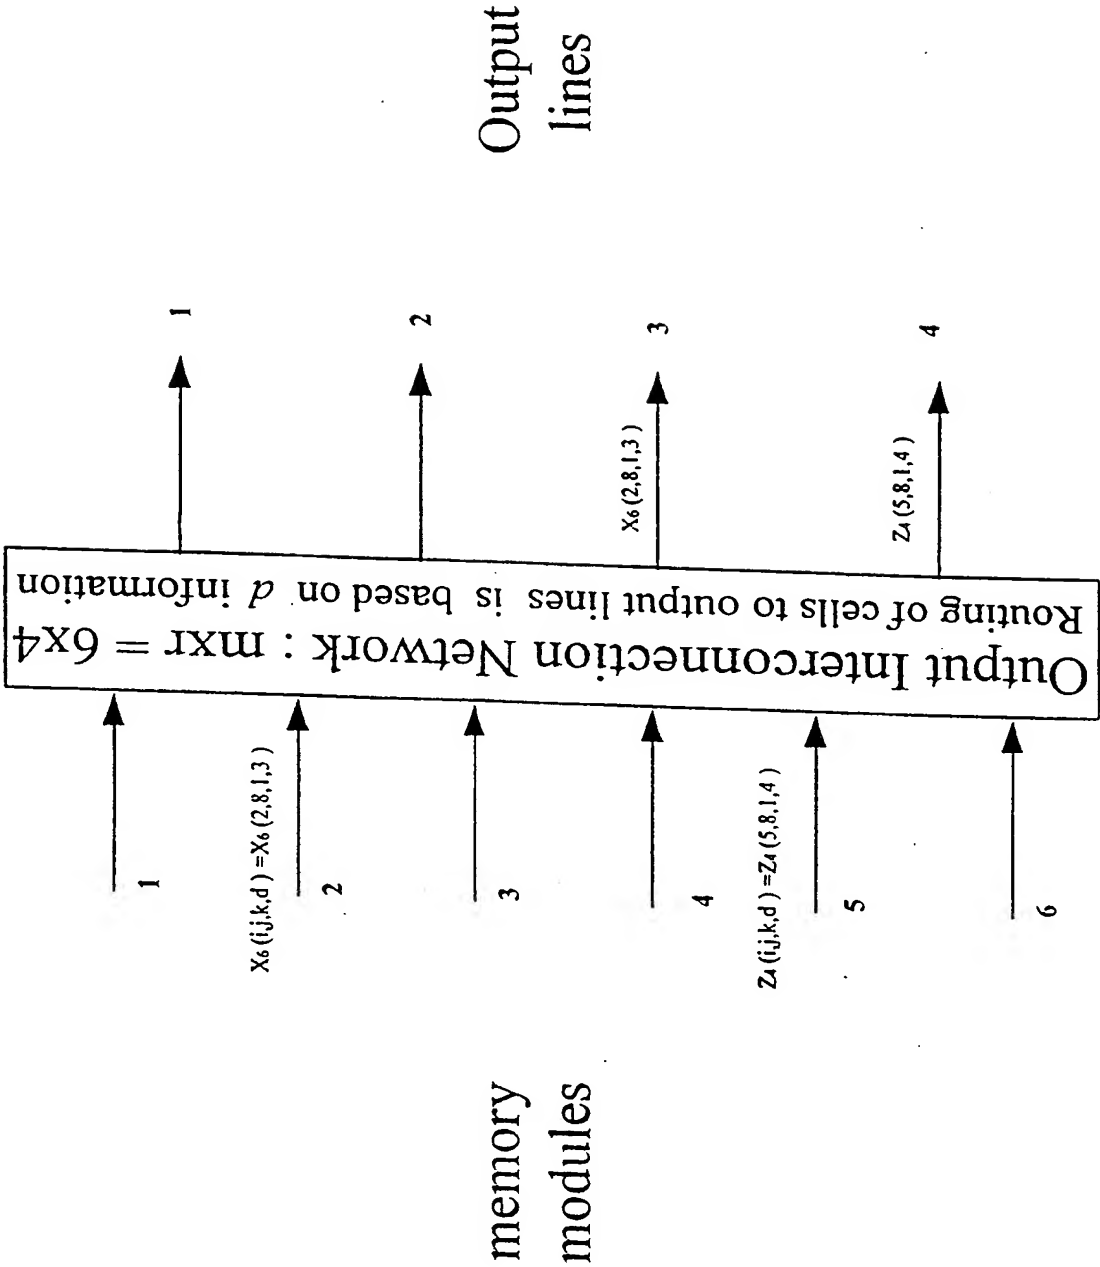 memory
modules
1
X6 (i,j,k,d ) =X6 (2,8,1,3 )
2
3
4
Z4 (i,j,k,d ) =Z4 (5,8,1,4 )
5
6
Output Interconnection Network : mxr = 6x4
Routing of cells to output lines is based on d information
1
2
X6 (2,8,1,3 )
3
Z4 (5,8,1,4 )
4
Output
lines